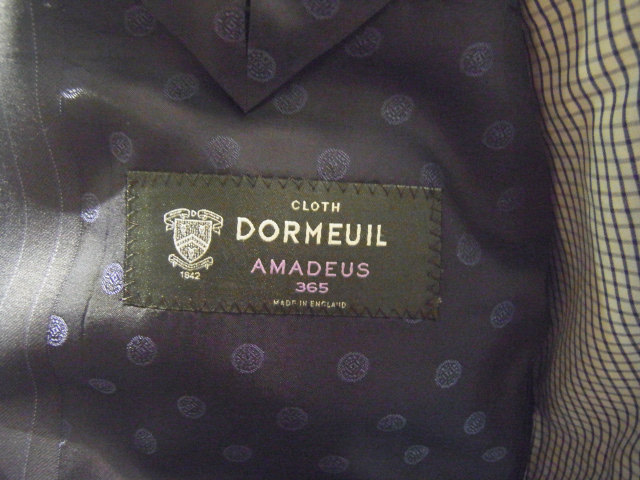 CLOTH
DORMEUIL
AMADEUS
365
MADE IN ENGLAND
1842